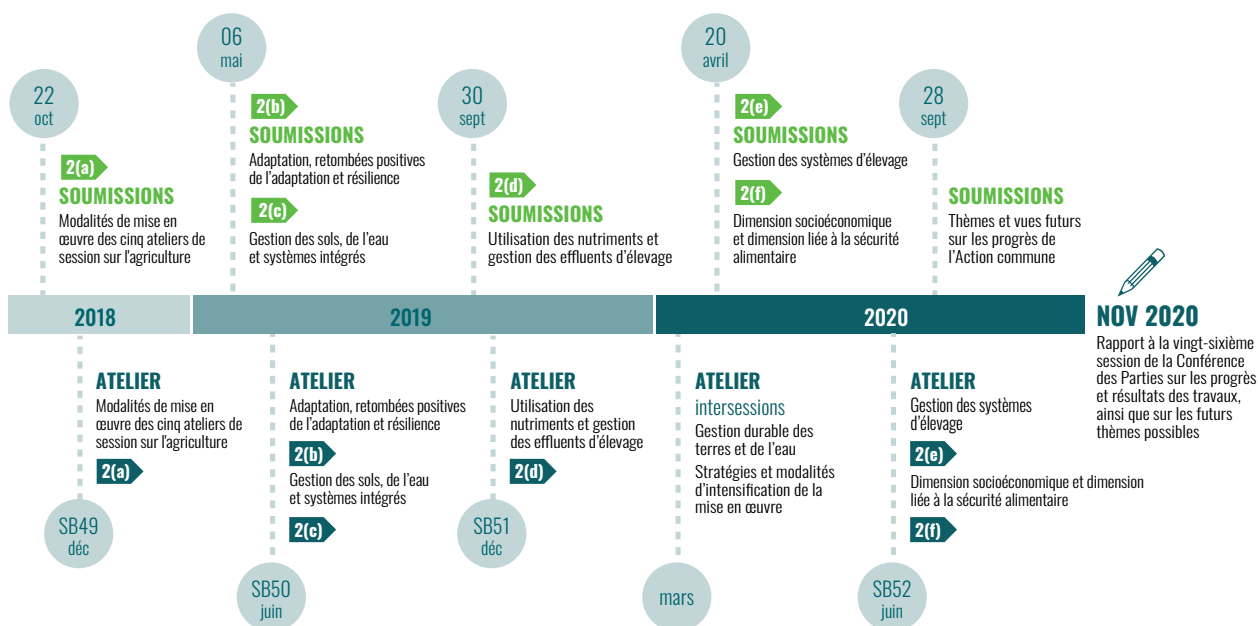 22
oct
2(a)
SOUMISSIONS
Modalités de mise en
œuvre des cinq ateliers de
session sur l'agriculture
06
mai
2(b)
SOUMISSIONS
Adaptation, retombées positives
de l'adaptation et résilience
2(c)
Gestion des sols, de l'eau
et systèmes intégrés
30
sept
2(d)
SOUMISSIONS
Utilisation des nutriments et
gestion des effluents d'élevage
20
avril
2(e)
SOUMISSIONS
Gestion des systèmes d'élevage
2(f)
Dimension socioéconomique
et dimension liée à la sécurité
alimentaire
28
sept
SOUMISSIONS
Thèmes et vues futurs
sur les progrès de
l'Action commune
2018
2019
2020
NOV 2020
Rapport à la vingt-sixième
session de la Conférence
des Parties sur les progrès
et résultats des travaux,
ainsi que sur les futurs
thèmes possibles
ATELIER
Modalités de mise en
œuvre des cinq ateliers de
session sur l'agriculture
2(a)
SB49
déc
ATELIER
Adaptation, retombées positives
de l'adaptation et résilience
2(b)
Gestion des sols, de l'eau
et systèmes intégrés
2(c)
SB50
juin
ATELIER
Utilisation des
nutriments et gestion
des effluents d'élevage
2(d)
SB51
déc
ATELIER
intersessions
Gestion durable des
terres et de l'eau
Stratégies et modalités
d'intensification de la
mise en œuvre
mars
ATELIER
Gestion des systèmes
d'élevage
2(e)
Dimension socioéconomique et dimension
liée à la sécurité alimentaire
2(f)
SB52
juin